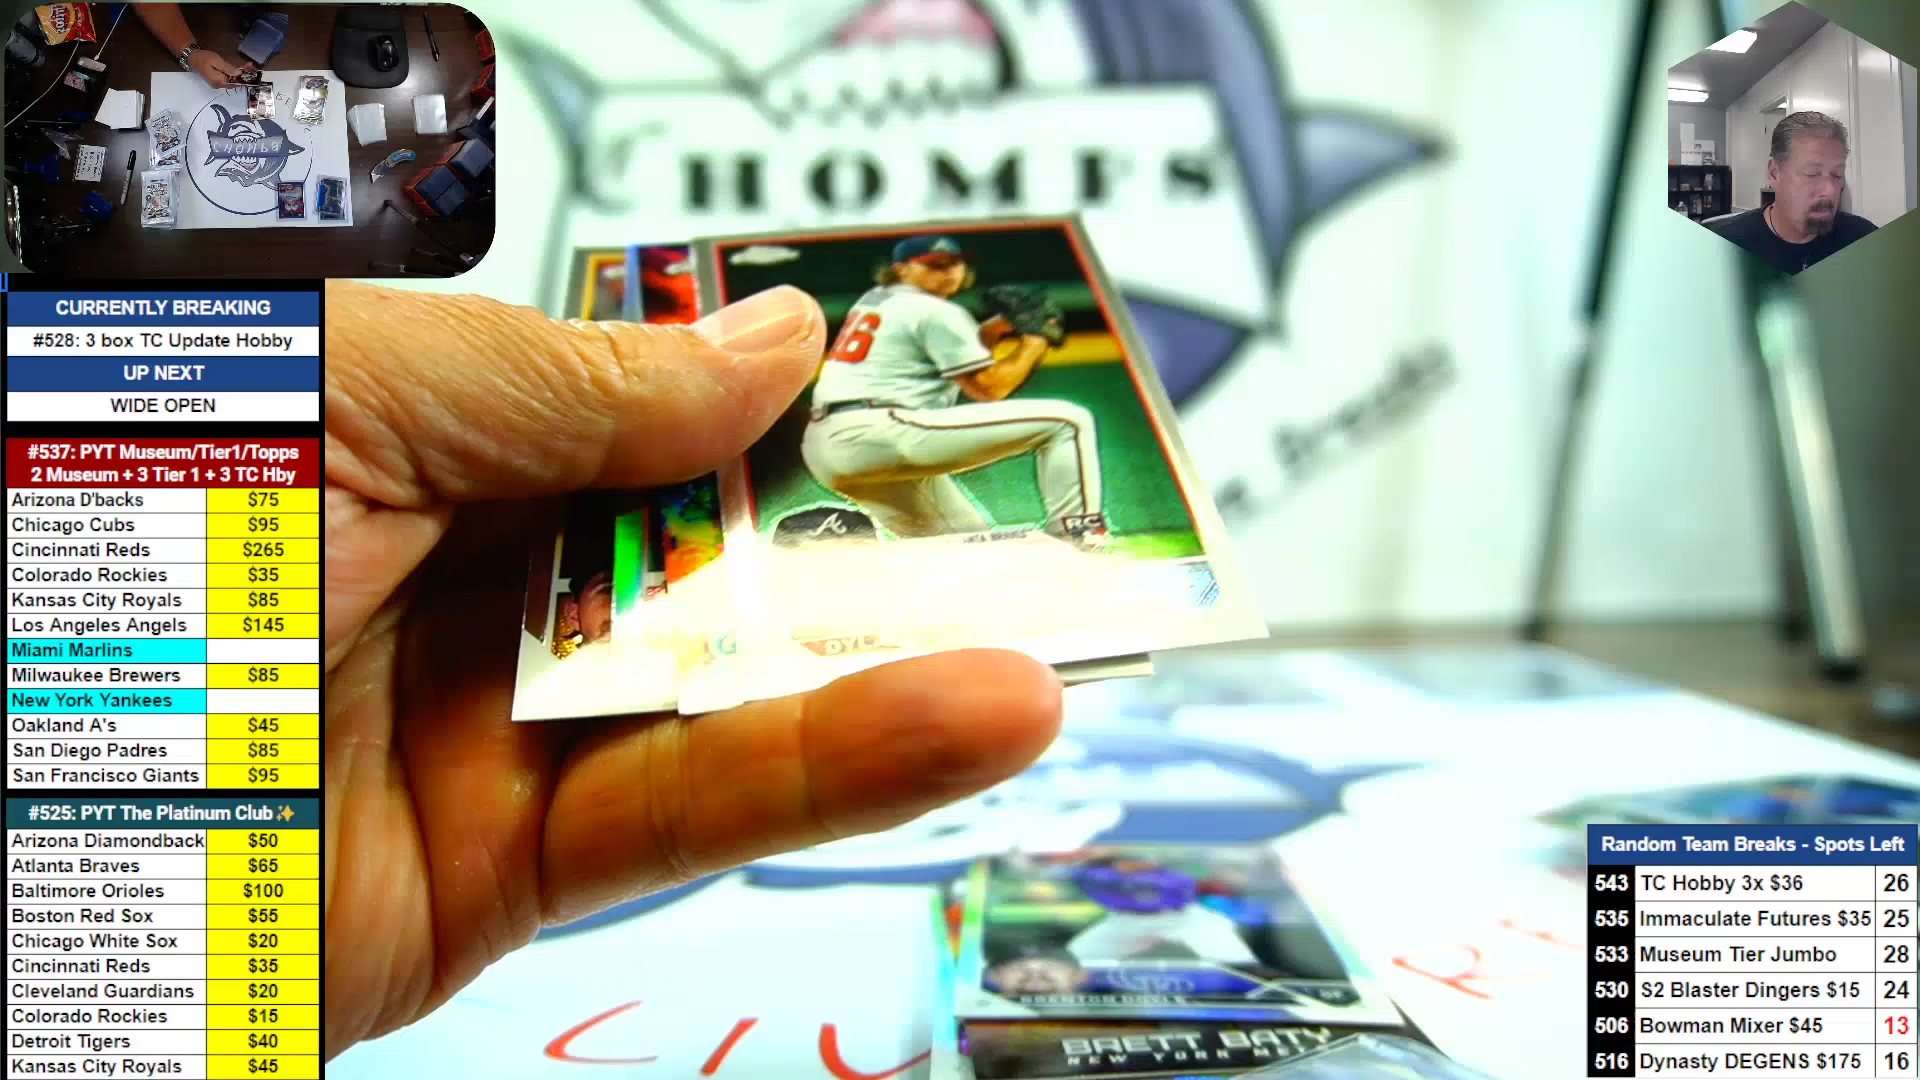 CURRENTLY BREAKING
#528: 3 box TC Update Hobby
UP NEXT
WIDE OPEN
#537: PYT Museum/Tier1/Topps
2 Museum + 3 Tier 1 + 3 TC Hby
Arizona D'backs $75
Chicago Cubs $95
Cincinnati Reds $265
Colorado Rockies $35
Kansas City Royals $85
Los Angeles Angels $145
Miami Marlins
Milwaukee Brewers $85
New York Yankees
Oakland A's $45
San Diego Padres $85
San Francisco Giants $95
#525: PYT The Platinum Club✨
Arizona Diamondback $50
Atlanta Braves $65
Baltimore Orioles $100
Boston Red Sox $55
Chicago White Sox $20
Cincinnati Reds $35
Cleveland Guardians $20
Colorado Rockies $15
Detroit Tigers $40
Kansas City Royals $45
CHOMPS
Breaks
36
A
RC
BRENTON DOYLE
BRETT BATY
NEW YORK METS
Random Team Breaks - Spots Left
543 TC Hobby 3x $36 26
535 Immaculate Futures $35 25
533 Museum Tier Jumbo 28
530 S2 Blaster Dingers $15 24
506 Bowman Mixer $45 13
516 Dynasty DEGENS $175 16